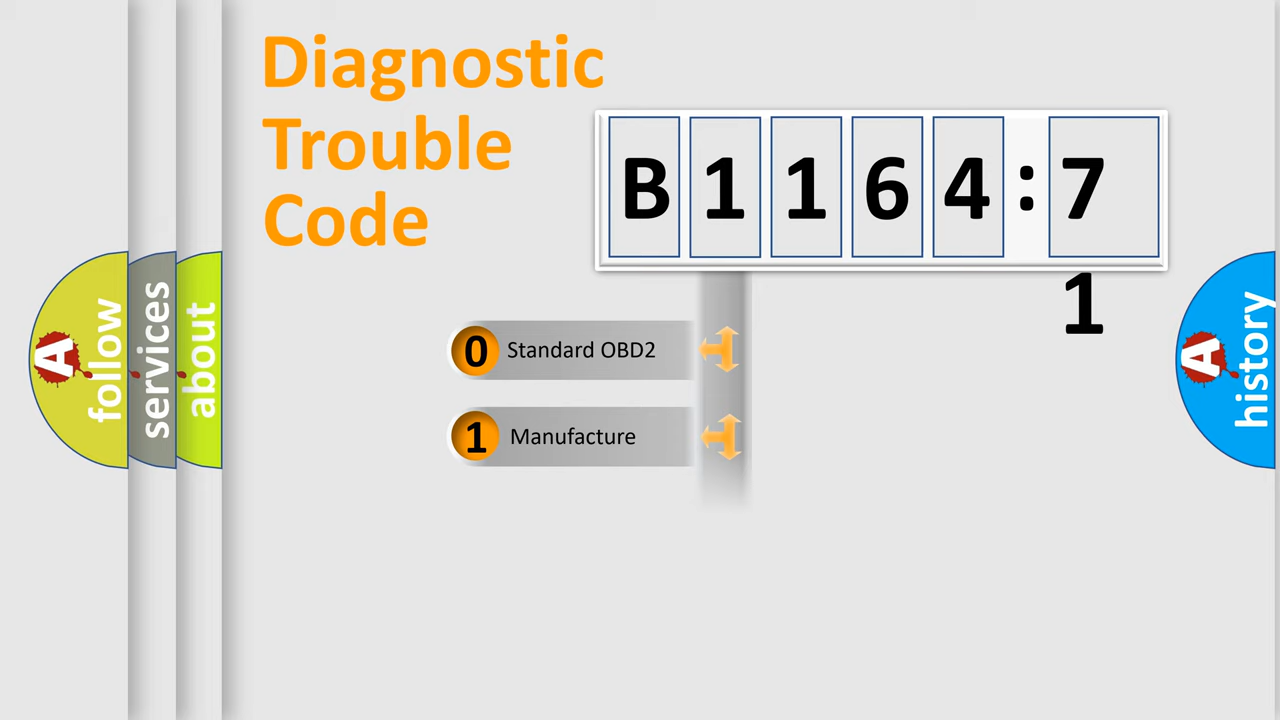 Diagnostic
Trouble
Code
B 1 1 6 4 : 7
1
0 Standard OBD2
1 Manufacture
A follow
services
about
A history